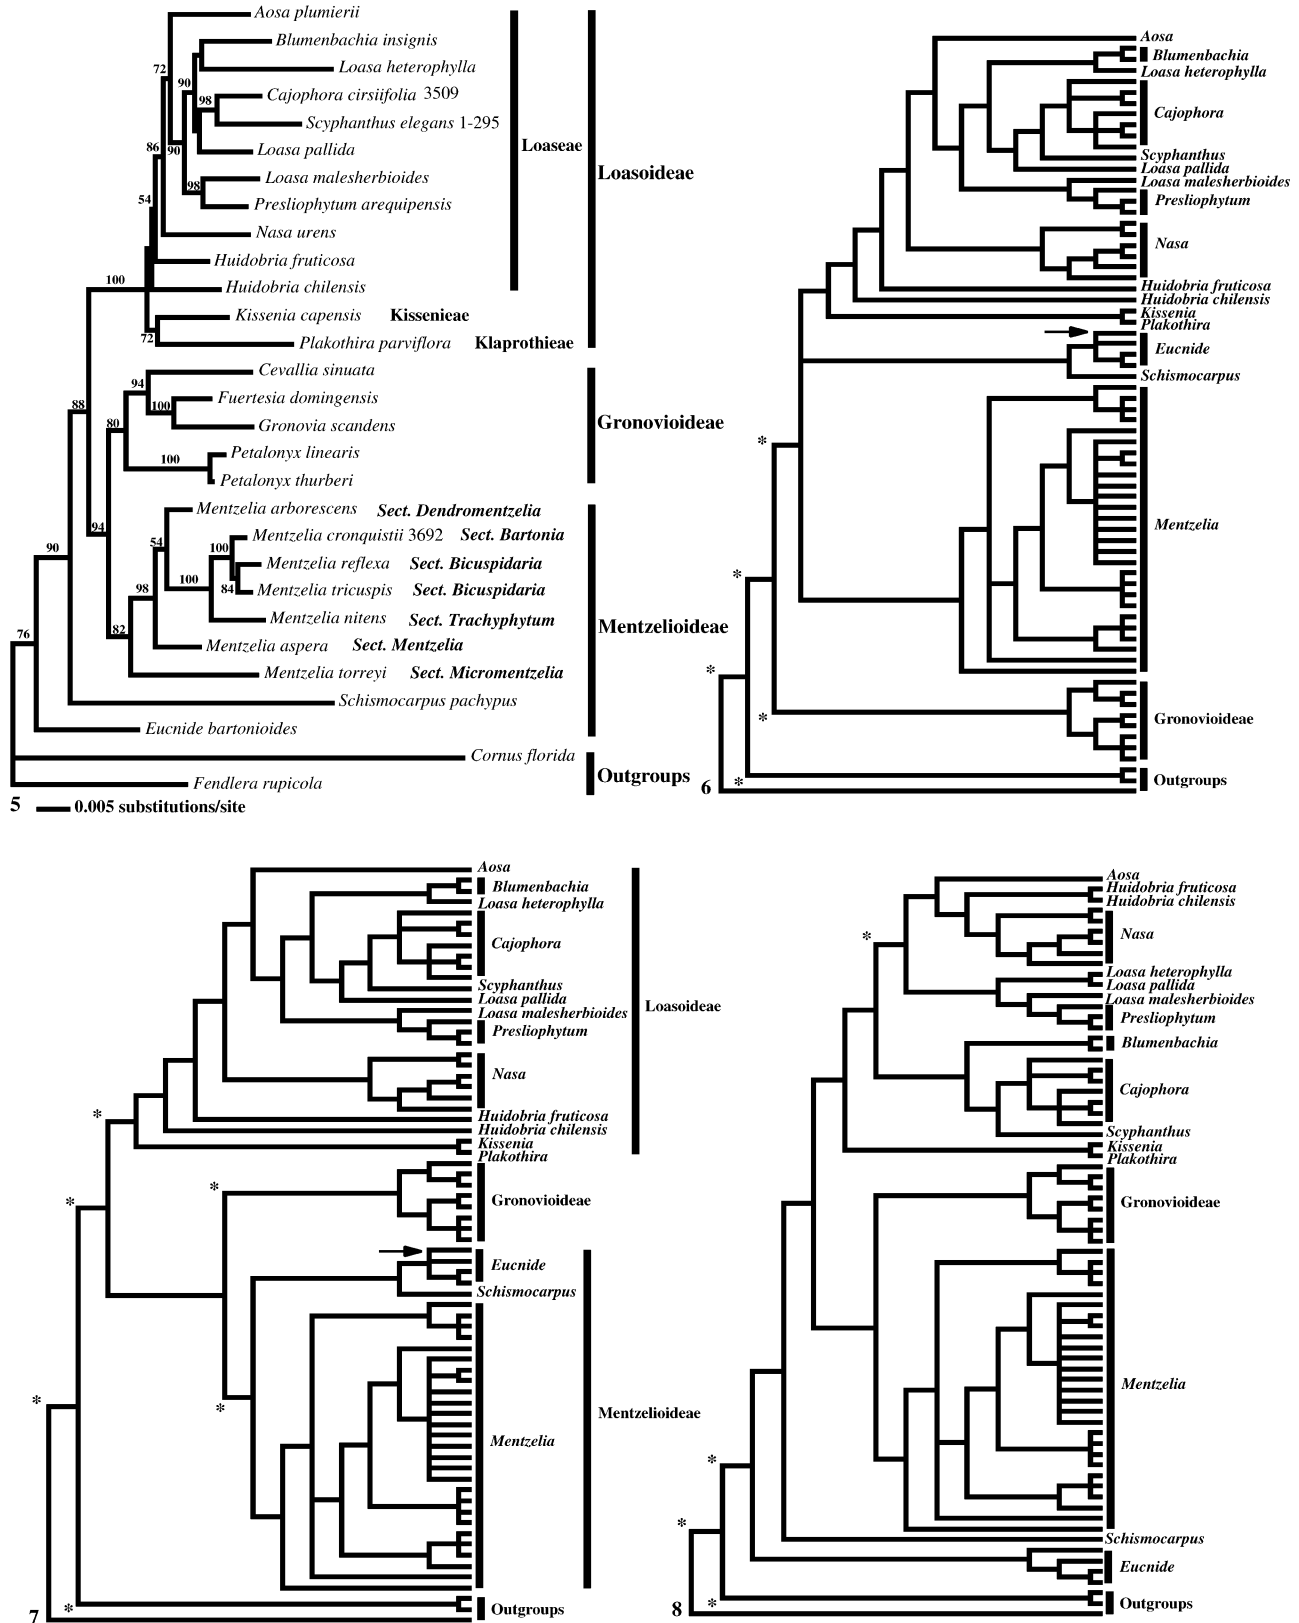 Aosa plumierii
Blumenbachia insignis
Loasa heterophylla
72
90
Cajophora cirsiifolia 3509
98
Scyphanthus elegans 1-295
86
90
Loasa pallida
Loaseae
Loasoideae
Loasa malesherbioides
98
54
Presliophytum arequipensis
Nasa urens
Huidobria fruticosa
100
Huidobria chilensis
Kissenia capensis Kissenieae
72
Plakothira parviflora Klaprothieae
Cevallia sinuata
94
88
Fuertesia domingensis
100
80
Gronovia scandens
Gronovioideae
100
Petalonyx linearis
Petalonyx thurberi
Mentzelia arborescens Sect. Dendromentzelia
94
54
100
Mentzelia cronquistii 3692 Sect. Bartonia
90
Mentzelia reflexa Sect. Bicuspidaria
98
100
84
Mentzelia tricuspis Sect. Bicuspidaria
Mentzelia nitens Sect. Trachyphytum
Mentzelioideae
76
82
Mentzelia aspera Sect. Mentzelia
Mentzelia torreyi Sect. Micromentzelia
Schismocarpus pachypus
Eucnide bartonioides
Cornus florida
Outgroups
Fendlera rupicola
5
0.005 substitutions/site
Aosa
Blumenbachia
Loasa heterophylla
Cajophora
Scyphanthus
Loasa pallida
Loasa malesherbioides
Presliophytum
Nasa
Huidobria fruticosa
Huidobria chilensis
Kissenia
Plakothira
Eucnide
Schismocarpus
*
Mentzelia
*
*
*
Gronovioideae
*
Outgroups
6
Aosa
Blumenbachia
Loasa heterophylla
Cajophora
Scyphanthus
Loasa pallida
Loasa malesherbioides
Loasoideae
Presliophytum
Nasa
*
Huidobria fruticosa
Huidobria chilensis
Kissenia
Plakothira
*
*
Gronovioideae
Eucnide
Schismocarpus
*
*
Mentzelioideae
Mentzelia
*
Outgroups
7
Aosa
Huidobria fruticosa
Huidobria chilensis
*
Nasa
Loasa heterophylla
Loasa pallida
Loasa malesherbioides
Presliophytum
Blumenbachia
Cajophora
Scyphanthus
Kissenia
Plakothira
Gronovioideae
Mentzelia
*
*
Schismocarpus
Eucnide
*
Outgroups
8